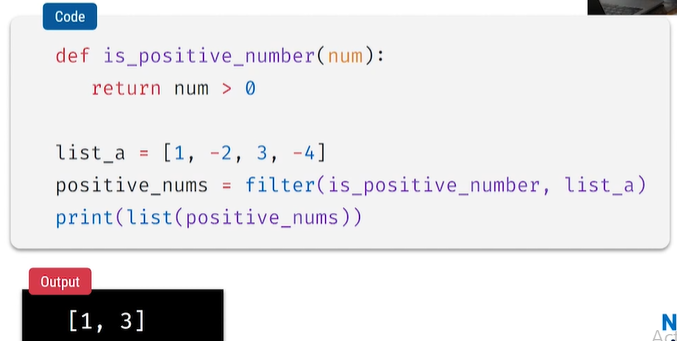 Code
def is_positive_number(num):
    return num > 0
list_a = [1, -2, 3, -4]
positive_nums = filter(is_positive_number, list_a)
print(list(positive_nums))
Output
[1, 3]
N